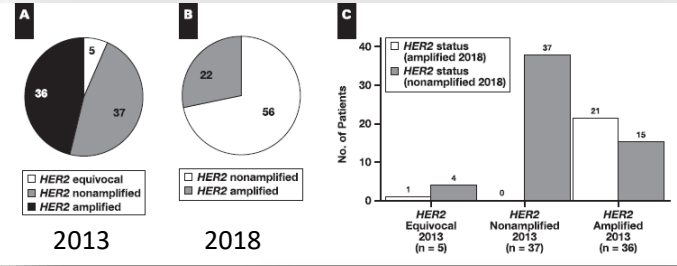 A
5
36
37
HER2 equivocal
HER2 nonamplified
HER2 amplified
2013
B
22
56
HER2 nonamplified
HER2 amplified
2018
C
HER2 status
(amplified 2018)
HER2 status
(nonamplified 2018)
No. of Patients
40
30
20
10
0
1
4
0
37
21
15
HER2
Equivocal
2013
(n = 5)
HER2
Nonamplified
2013
(n = 37)
HER2
Amplified
2013
(n = 36)